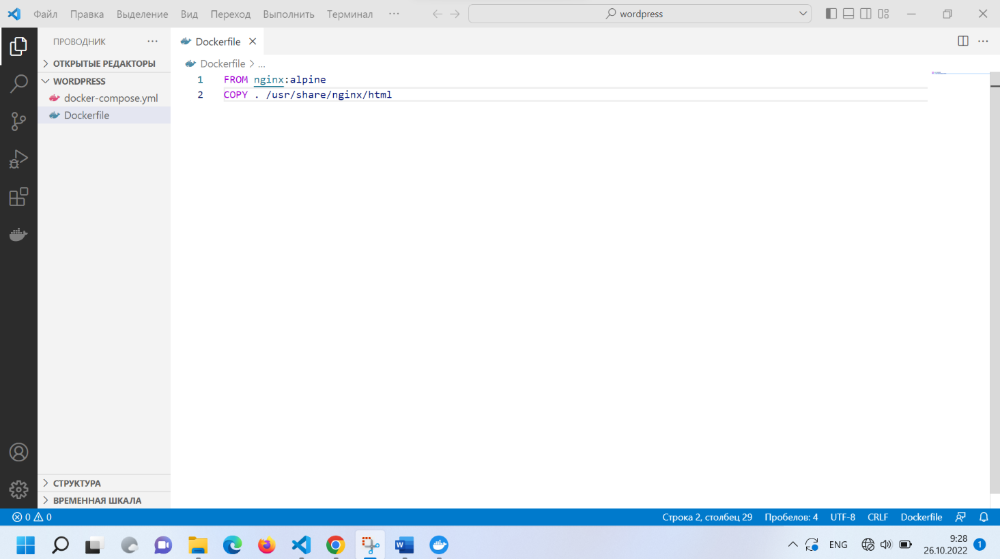 Файл Правка Выделение Вид Переход Выполнить Терминал ···
wordpress
ПРОВОДНИК ···
ОТКРЫТЫЕ РЕДАКТОРЫ
WORDPRESS
docker-compose.yml
Dockerfile
СТРУКТУРА
ВРЕМЕННАЯ ШКАЛА
Dockerfile
Dockerfile > ...
1 FROM nginx:alpine
2 COPY . /usr/share/nginx/html
0 0
Строка 2, столбец 29 Пробелов: 4 UTF-8 CRLF Dockerfile
ENG
9:28
26.10.2022
1